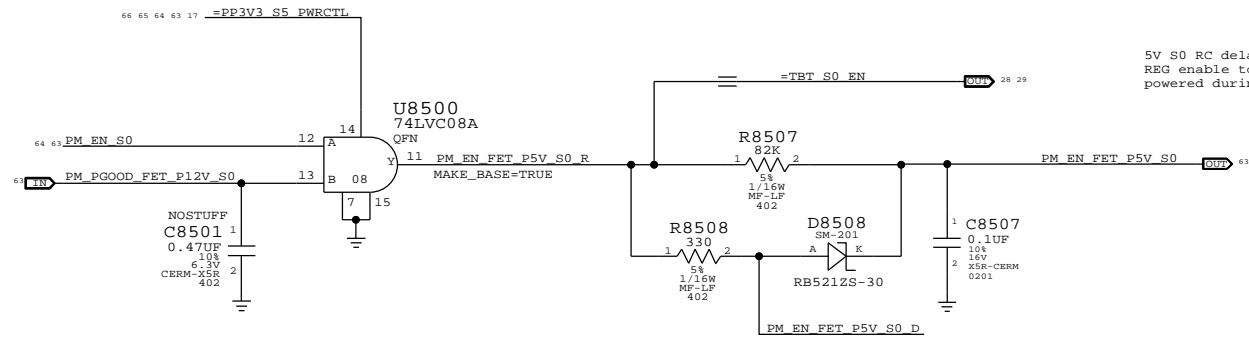 66 65 64 63 17 =PP3V3_S5_PWRCTL
5V S0 RC dela
REG enable to
powered durin
=TBT_S0_EN OUT 28 29
U8500
74LVC08A
QFN
14
64 63 PM_EN_S0 12 A
Y 11 PM_EN_FET_P5V_S0_R
MAKE_BASE=TRUE
63 IN PM_PGOOD_FET_P12V_S0 13 B 08
7 15
R8507
82K
1 2
5%
1/16W
MF-LF
402
PM_EN_FET_P5V_S0 OUT 63
NOSTUFF
C8501 1
0.47UF
10%
6.3V
CERM-X5R 2
402
R8508
330
1 2
5%
1/16W
MF-LF
402
D8508
SM-201
A K
RB521ZS-30
1 C8507
0.1UF
10%
2 16V
X5R-CERM
0201
PM_EN_FET_P5V_S0_D